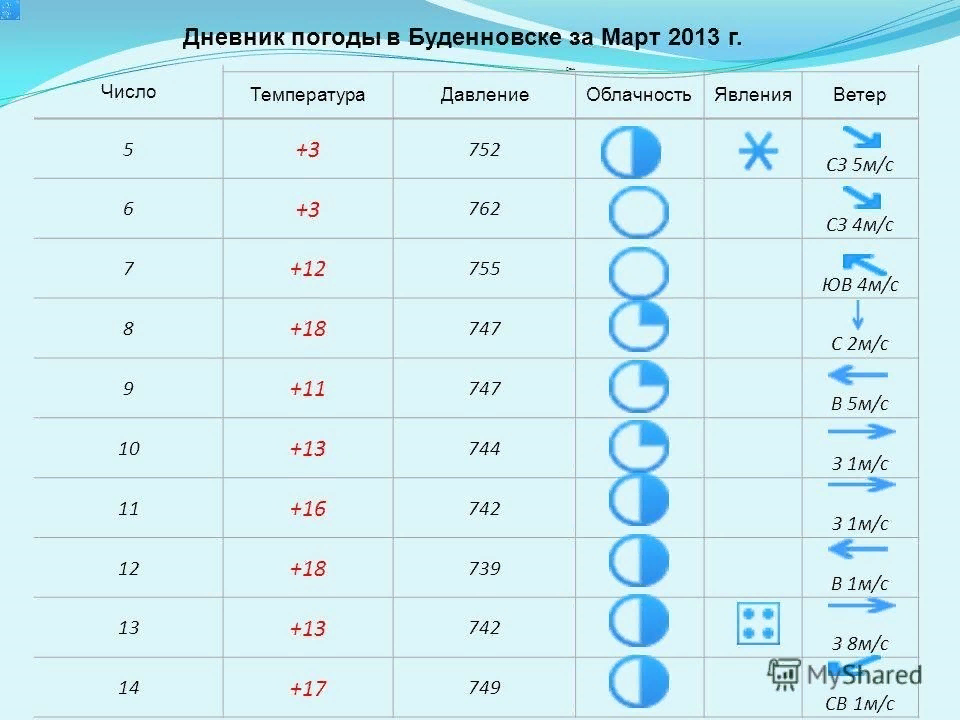 Дневник погоды в Буденновске за Март 2013 г.
Число Температура Давление Облачность Явления Ветер
5 +3 752 СЗ 5м/с
6 +3 762 СЗ 4м/с
7 +12 755 ЮВ 4м/с
8 +18 747 С 2м/с
9 +11 747 В 5м/с
10 +13 744 З 1м/с
11 +16 742 З 1м/с
12 +18 739 В 1м/с
13 +13 742 З 8м/с
14 +17 749 СВ 1м/с
MyShared